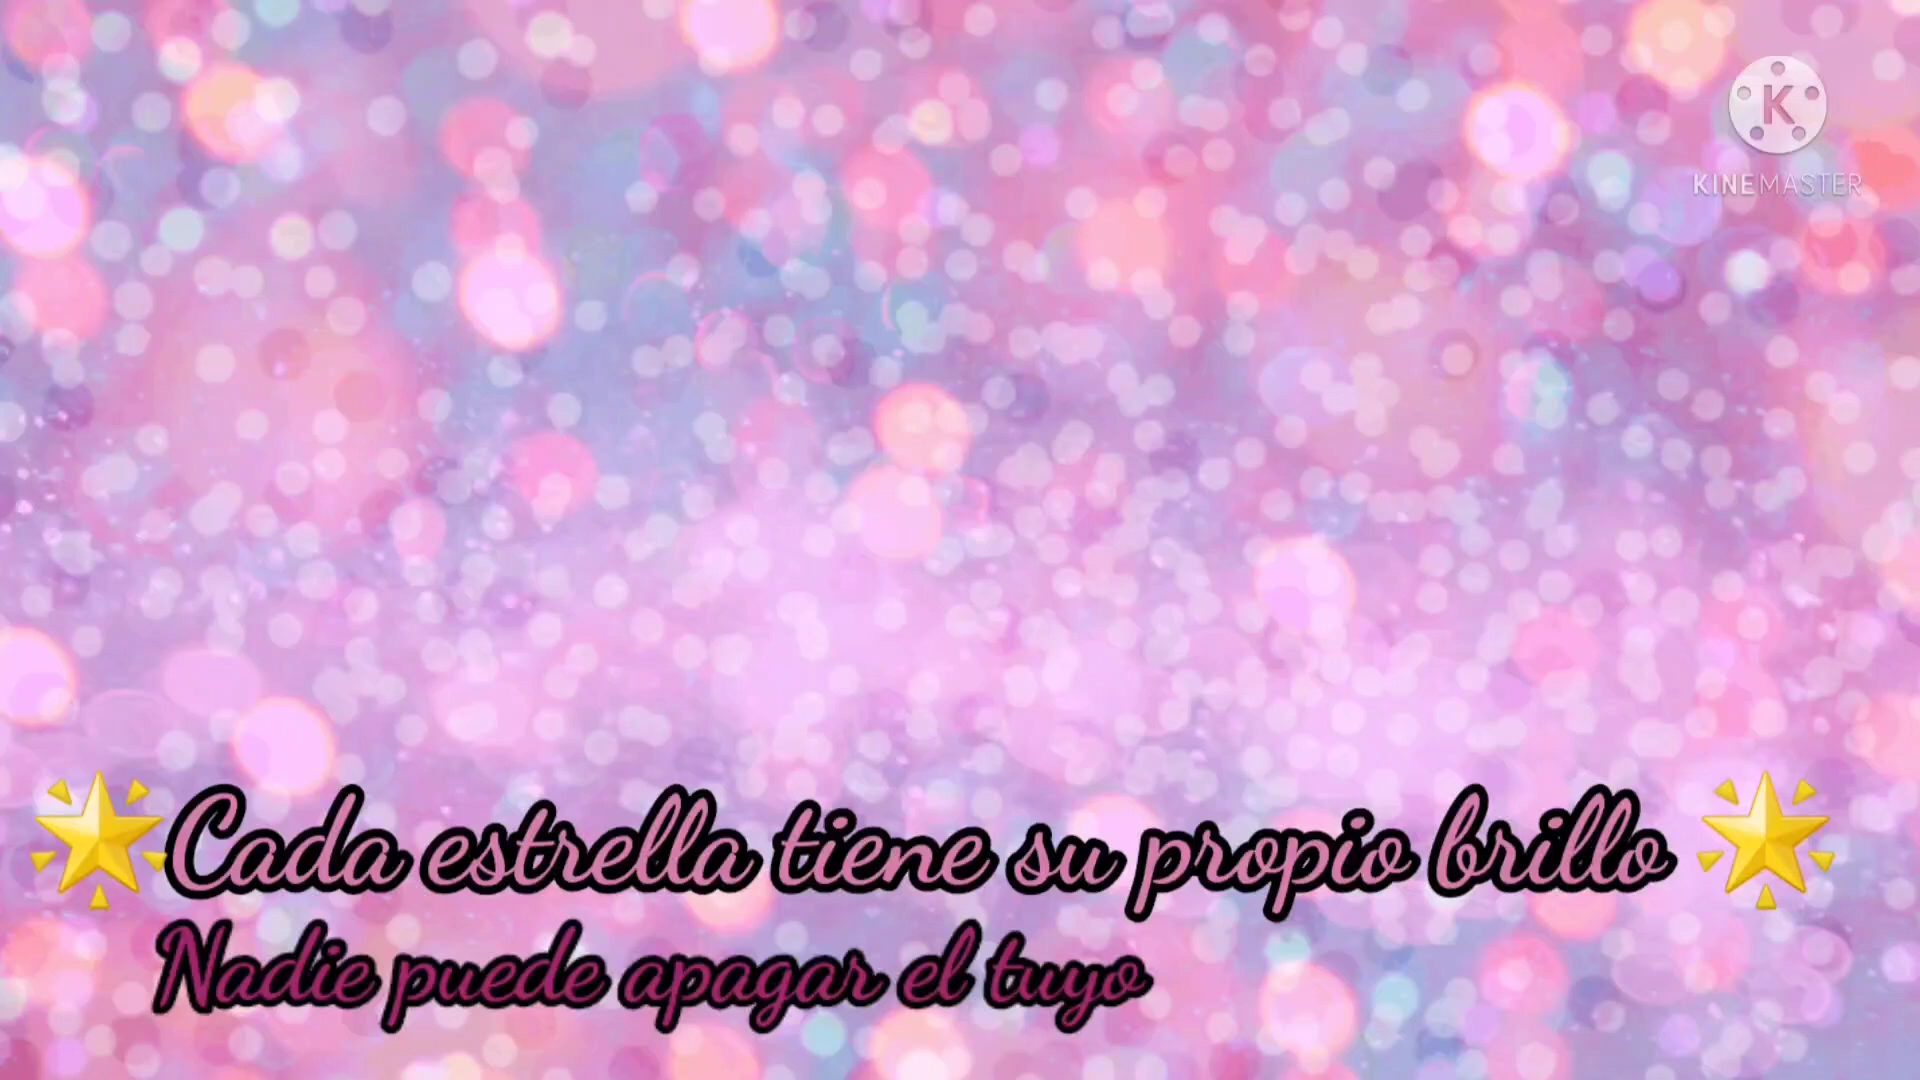 KINEMASTER
🌟Cada estrella tiene su propio brillo 🌟
Nadie puede apagar el tuyo